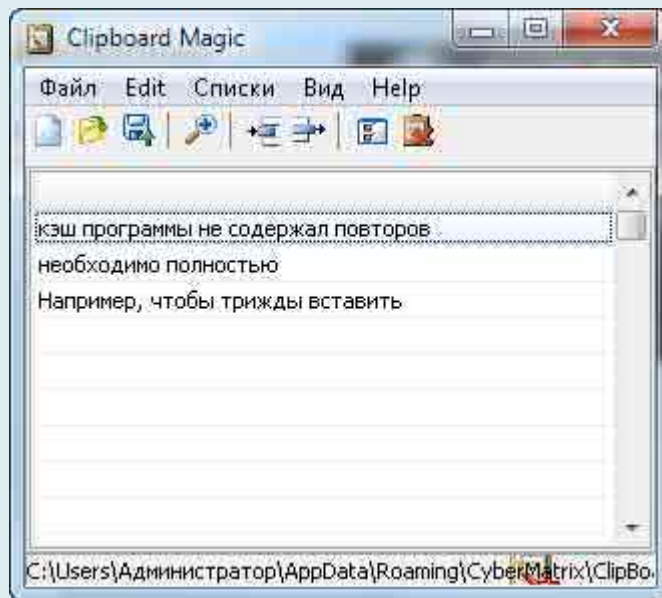 Clipboard Magic
Файл Edit Списки Вид Help
кэш программы не содержал повторов
необходимо полностью
Например, чтобы трижды вставить
C:\Users\Администратор\AppData\Roaming\CyberMatrix\ClipBo